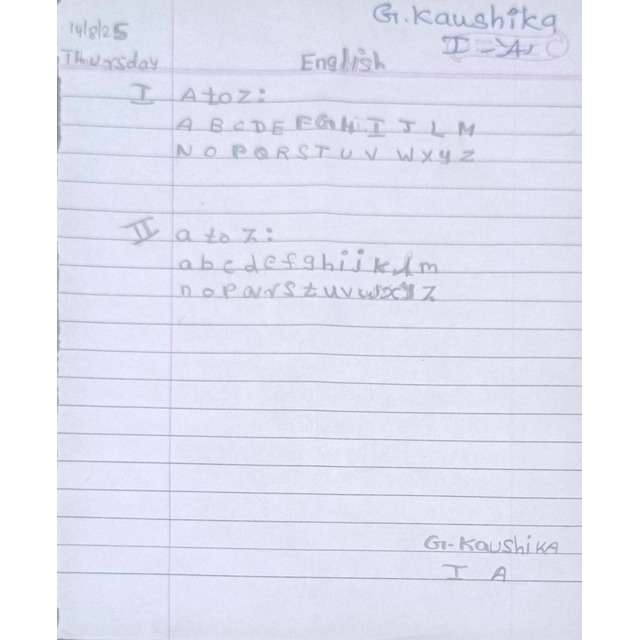 14/8/25
G.Kaushika
I - A
Thursday
English
I A to Z:
A B C D E F G H I J L M
N O P Q R S T U V W X Y Z
II a to z:
a b c d e f g h i j k l m
n o p q r s t u v w x y z
G-Kaushika
I A